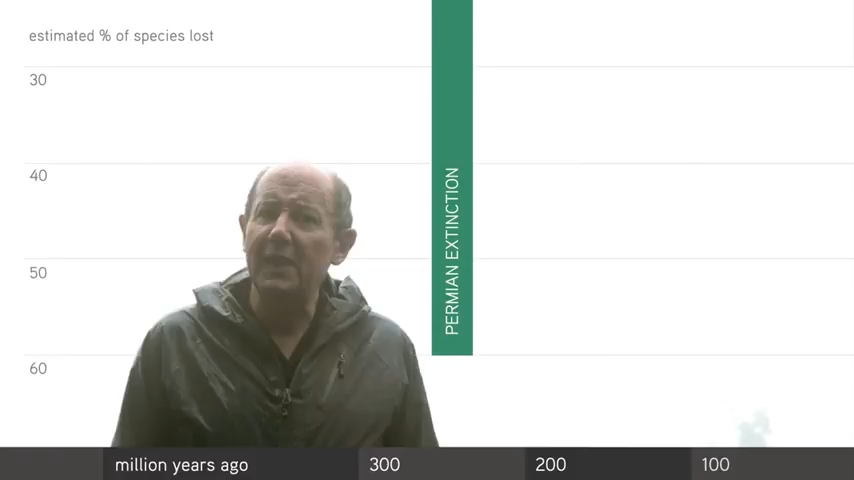 estimated % of species lost
30
40
50
60
PERMIAN EXTINCTION
million years ago
300
200
100